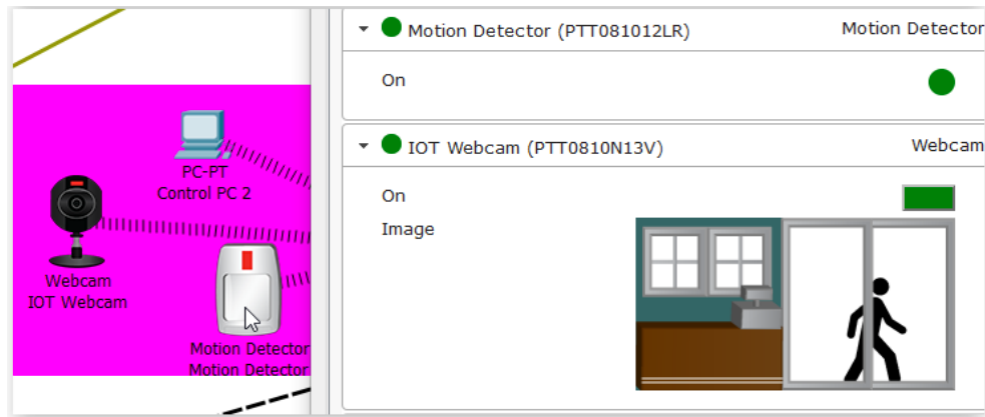 PC-PT
Control PC 2
Webcam
IOT Webcam
Motion Detector
Motion Detector
Motion Detector (PTT081012LR) Motion Detector
On
IOT Webcam (PTT0810N13V) Webcam
On
Image